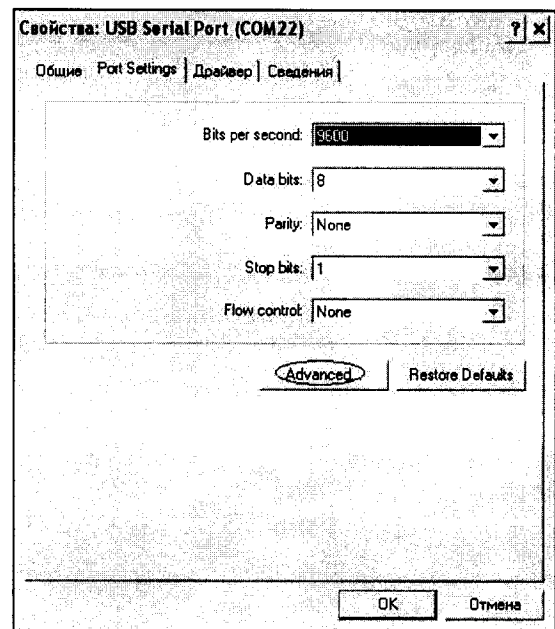 Свойства: USB Serial Port (COM22) ? ×
Общие Port Settings Драйвер Сведения
Bits per second: 9600
Data bits: 8
Parity: None
Stop bits: 1
Flow control: None
Advanced Restore Defaults
OK Отмена